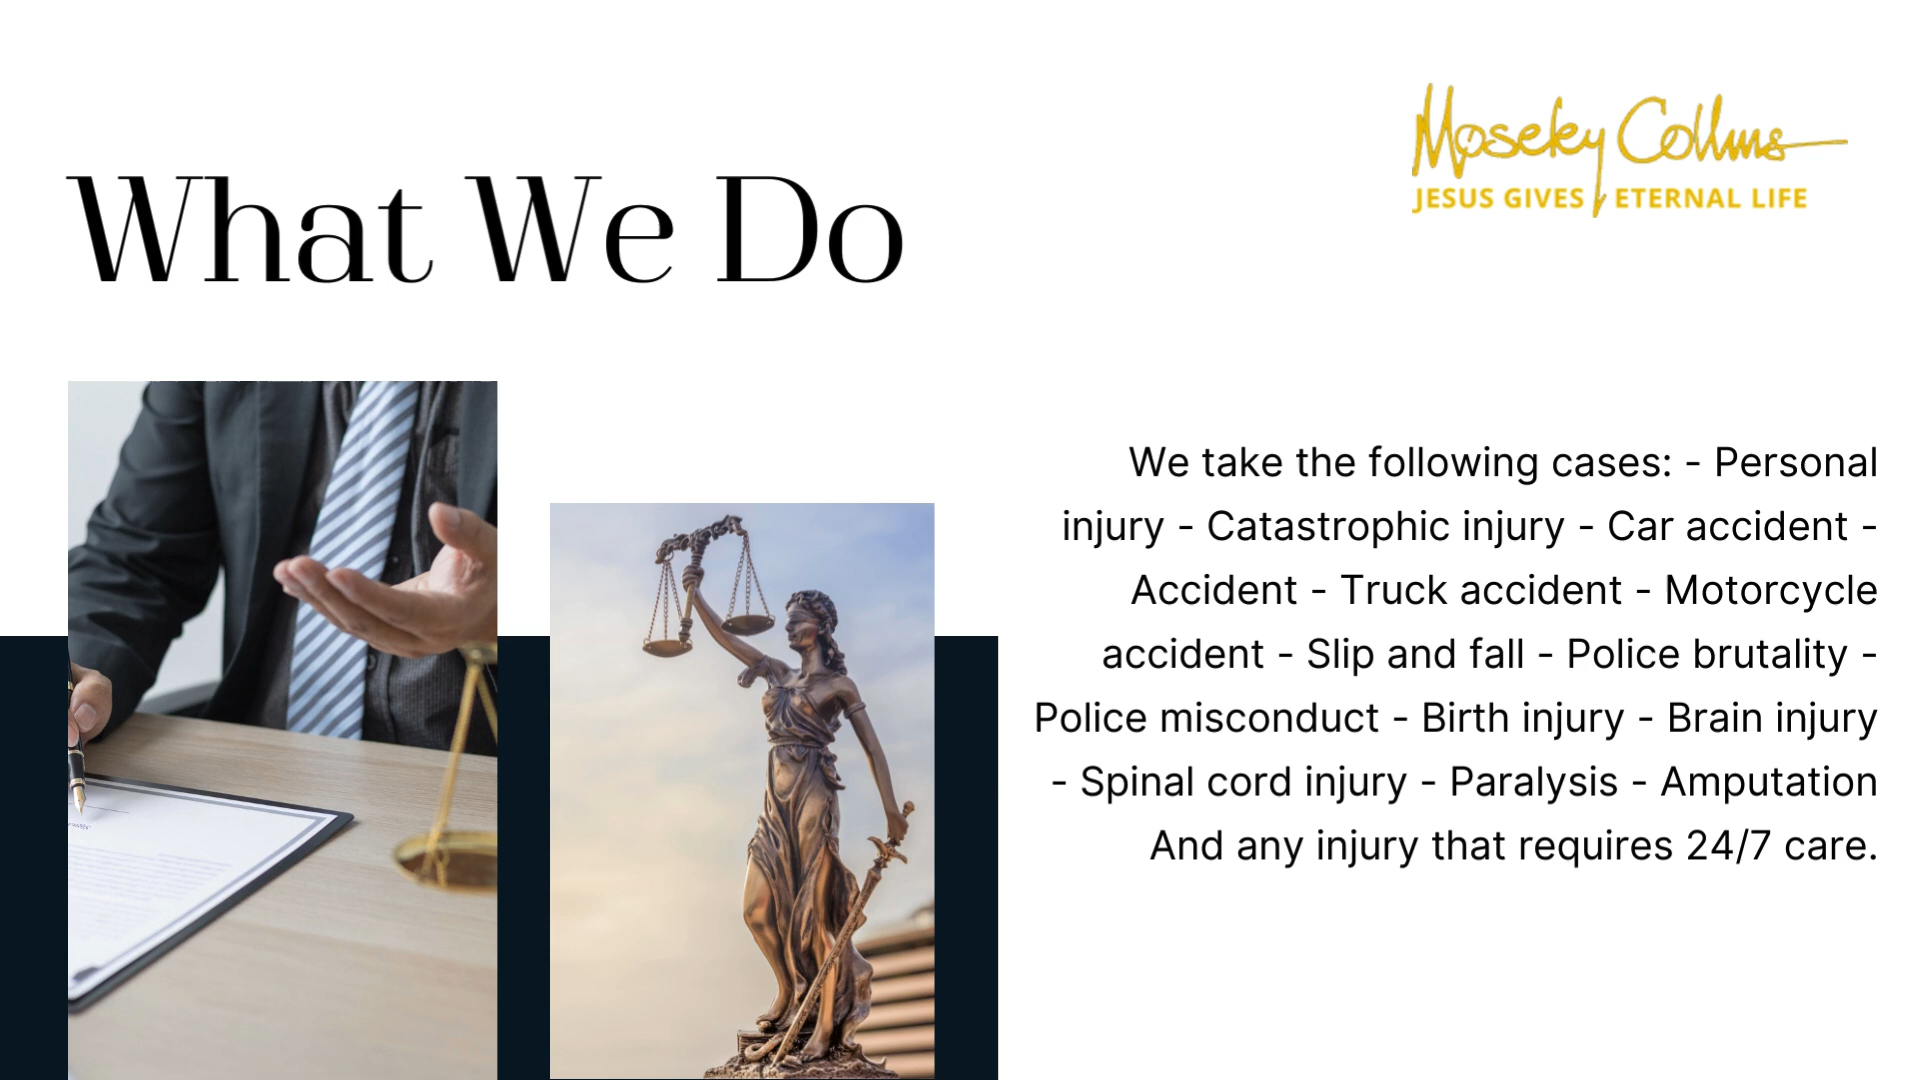 Moseley Collins
JESUS GIVES ETERNAL LIFE
What We Do
We take the following cases: - Personal
injury - Catastrophic injury - Car accident -
Accident - Truck accident - Motorcycle
accident - Slip and fall - Police brutality -
Police misconduct - Birth injury - Brain injury
- Spinal cord injury - Paralysis - Amputation
And any injury that requires 24/7 care.